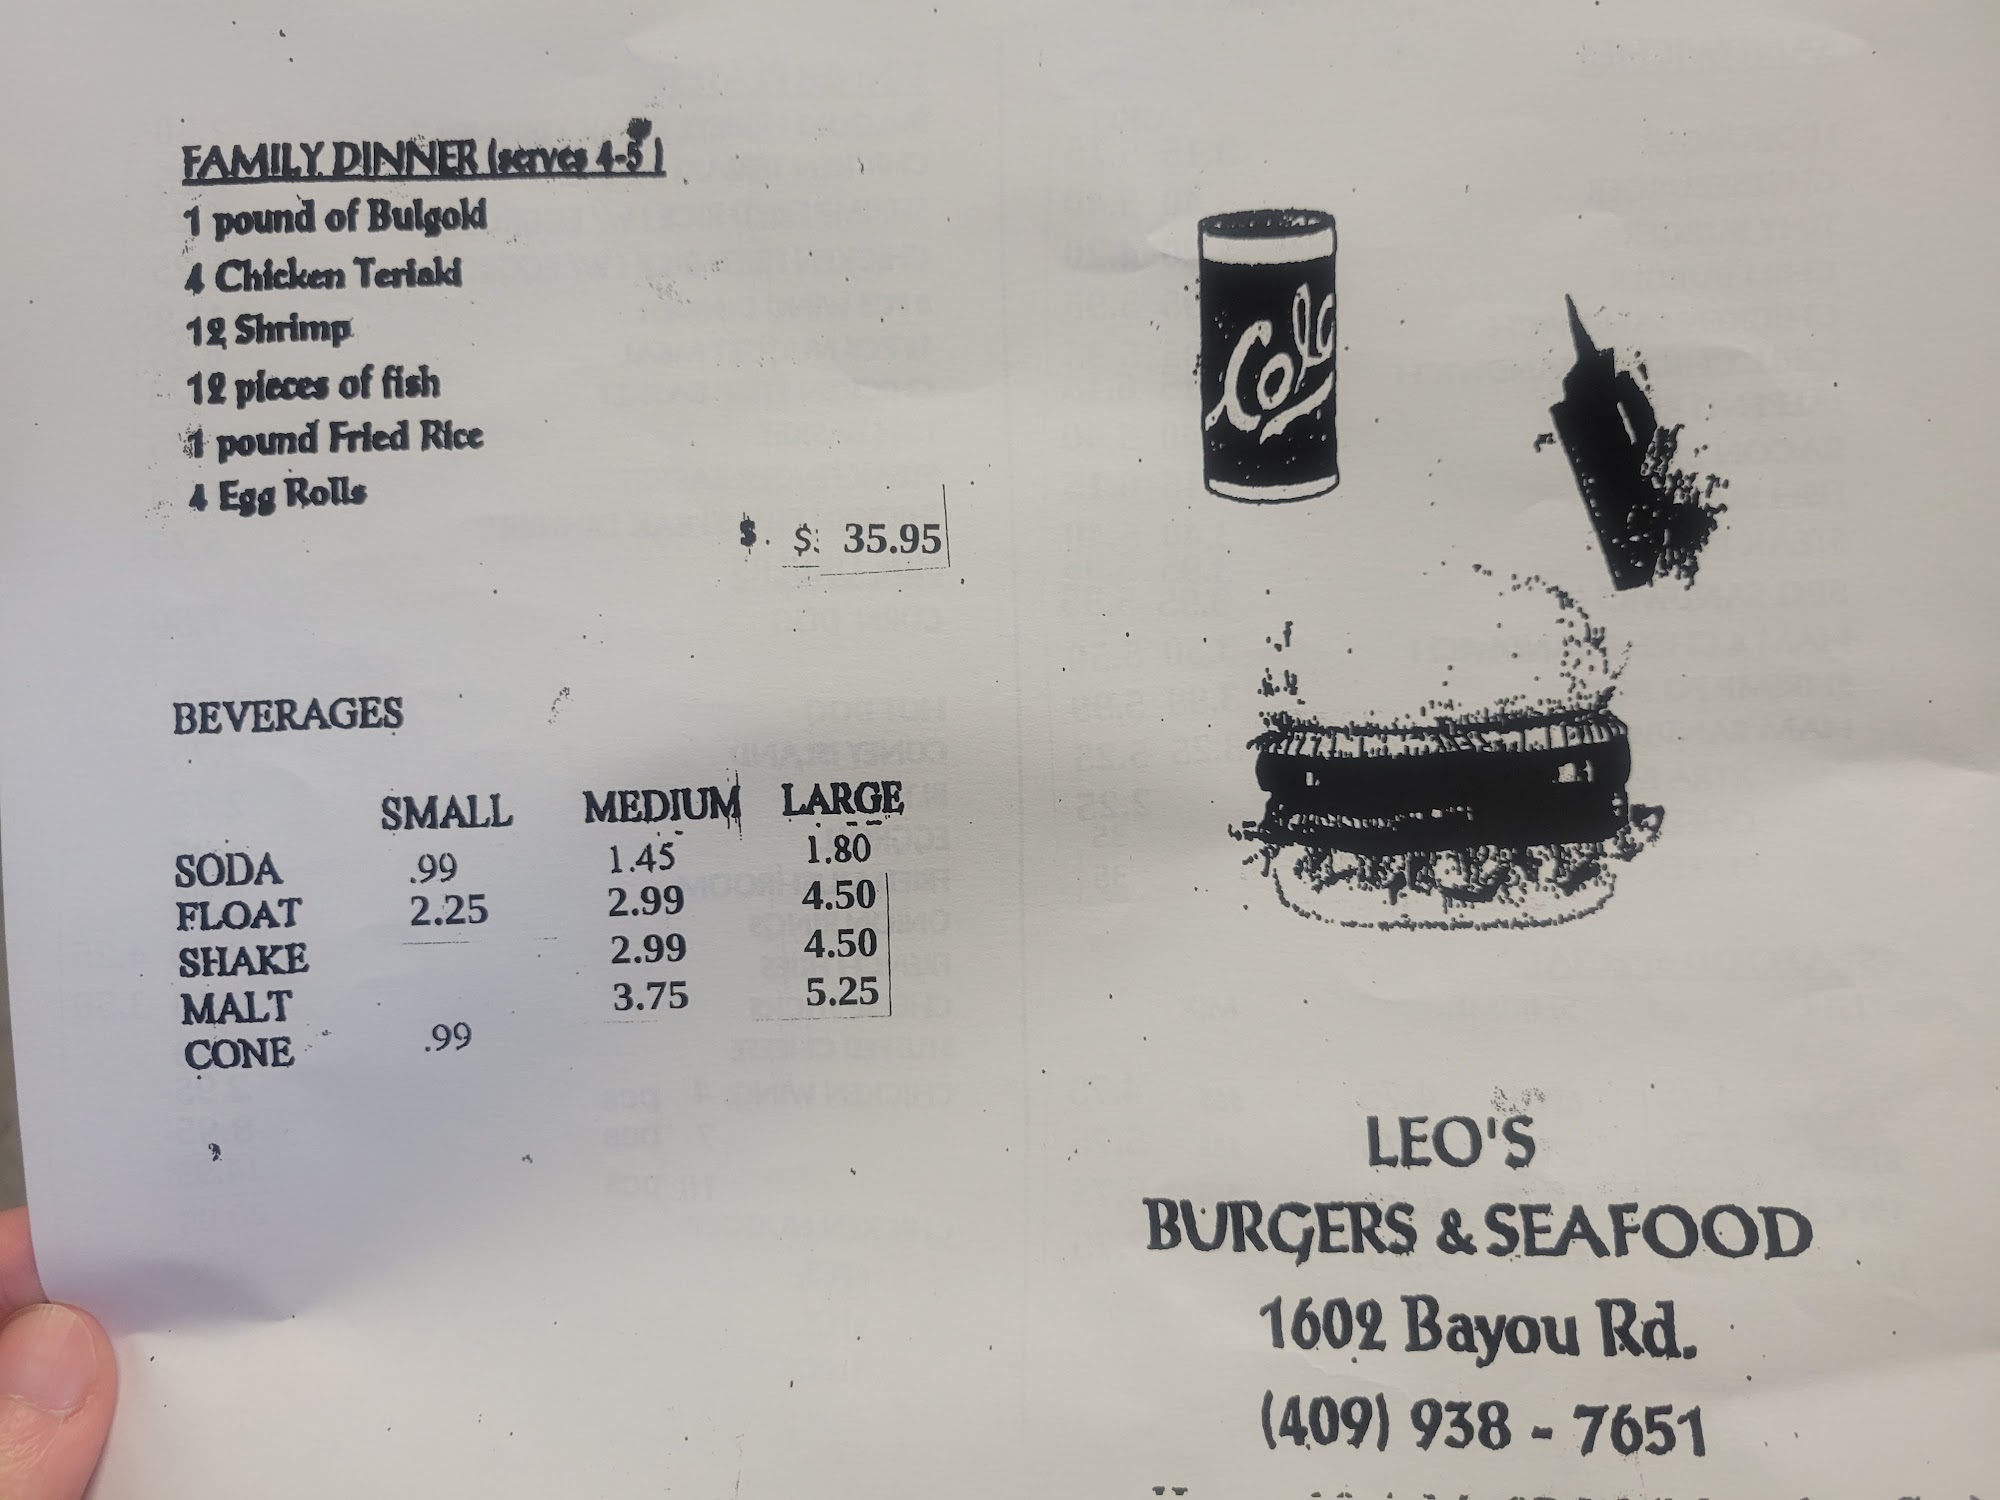 FAMILY DINNER (serves 4-5)
1 pound of Bulgoki
4 Chicken Teriaki
12 Shrimp
12 pieces of fish
1 pound Fried Rice
4 Egg Rolls
$. $: 35.95
BEVERAGES
SMALL MEDIUM LARGE
SODA .99 1.45 1.80
FLOAT 2.25 2.99 4.50
SHAKE 2.99 4.50
MALT 3.75 5.25
CONE .99
Cola
LEO'S
BURGERS & SEAFOOD
1602 Bayou Rd.
(409) 938 - 7651